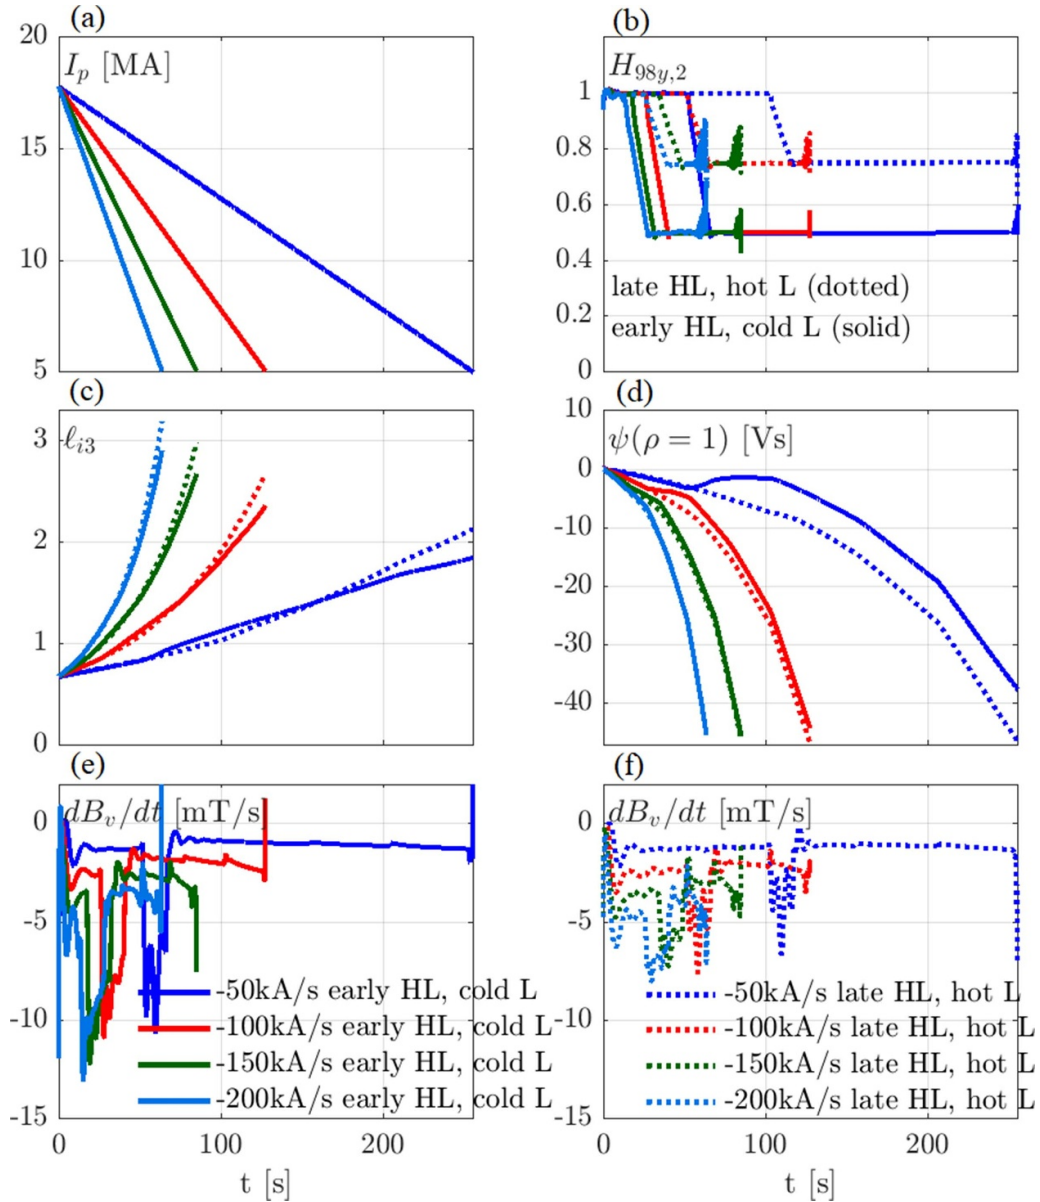 (a)
20
15
10
5
I_p [MA]
(b)
1
0.8
0.6
0.4
0.2
0
H_{98y,2}
late HL, hot L (dotted)
early HL, cold L (solid)
(c)
3
2
1
0
ℓ_{i3}
(d)
10
0
-10
-20
-30
-40
ψ(ρ = 1) [Vs]
(e)
0
-5
-10
-15
dB_v/dt [mT/s]
-50kA/s early HL, cold L
-100kA/s early HL, cold L
-150kA/s early HL, cold L
-200kA/s early HL, cold L
0 100 200
t [s]
(f)
0
-5
-10
-15
dB_v/dt [mT/s]
-50kA/s late HL, hot L
-100kA/s late HL, hot L
-150kA/s late HL, hot L
-200kA/s late HL, hot L
0 100 200
t [s]